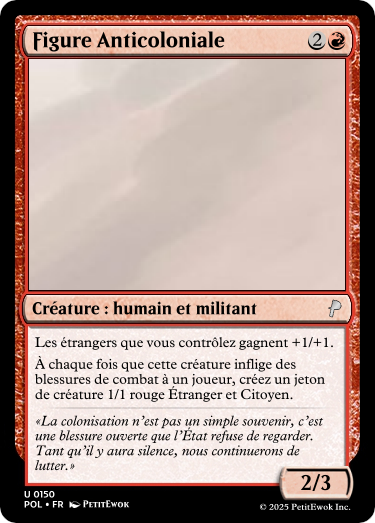 Figure Anticoloniale 2
Créature : humain et militant
Les étrangers que vous contrôlez gagnent +1/+1.
À chaque fois que cette créature inflige des
blessures de combat à un joueur, créez un jeton
de créature 1/1 rouge Étranger et Citoyen.
«La colonisation n'est pas un simple souvenir, c'est
une blessure ouverte que l'État refuse de regarder.
Tant qu'il y aura silence, nous continuerons de
lutter.»
2/3
U 0150
POL • FR PetitEwok
© 2025 PetitEwok Inc.